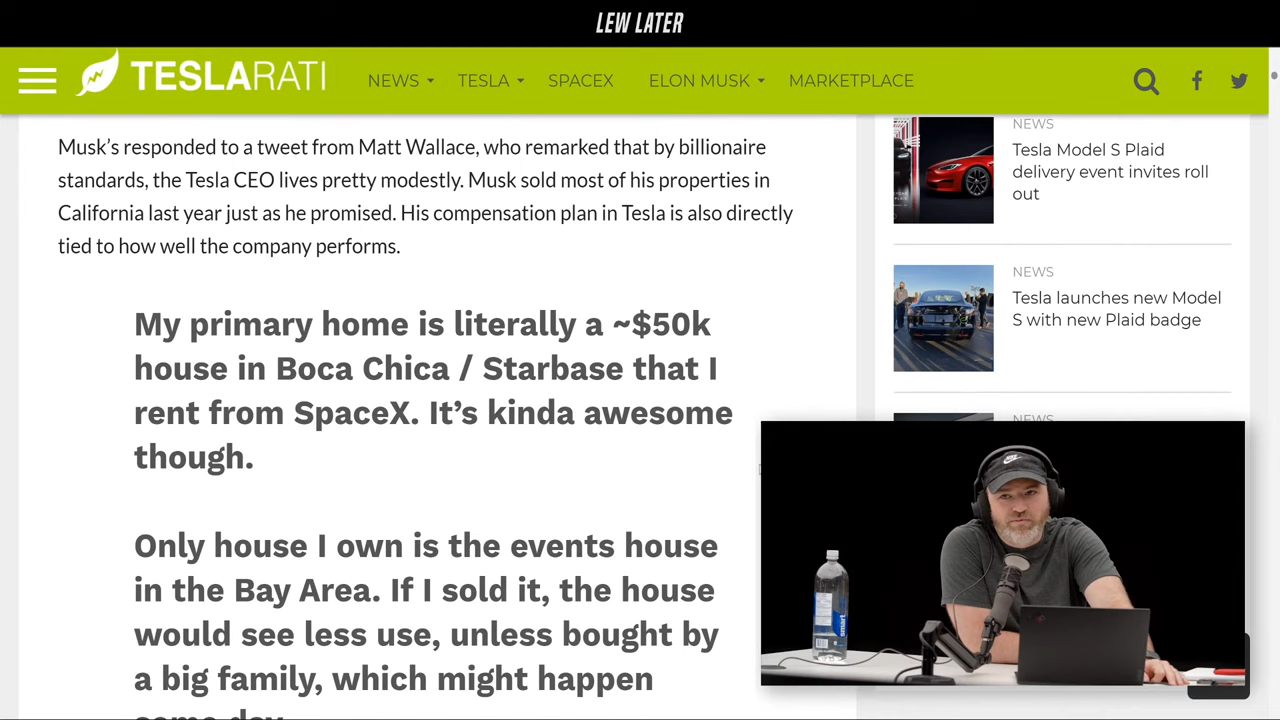 LEW LATER
TESLARATI
NEWS
TESLA
SPACEX
ELON MUSK
MARKETPLACE
Musk’s responded to a tweet from Matt Wallace, who remarked that by billionaire
standards, the Tesla CEO lives pretty modestly. Musk sold most of his properties in
California last year just as he promised. His compensation plan in Tesla is also directly
tied to how well the company performs.
My primary home is literally a ~$50k
house in Boca Chica / Starbase that I
rent from SpaceX. It’s kinda awesome
though.
Only house I own is the events house
in the Bay Area. If I sold it, the house
would see less use, unless bought by
a big family, which might happen
some day.
NEWS
Tesla Model S Plaid
delivery event invites roll
out
NEWS
Tesla launches new Model
S with new Plaid badge
NEWS